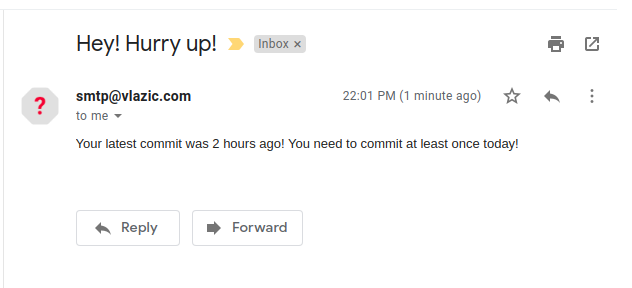 Hey! Hurry up! Inbox ×
?
smtp@vlazic.com 22:01 PM (1 minute ago)
to me
Your latest commit was 2 hours ago! You need to commit at least once today!
Reply Forward